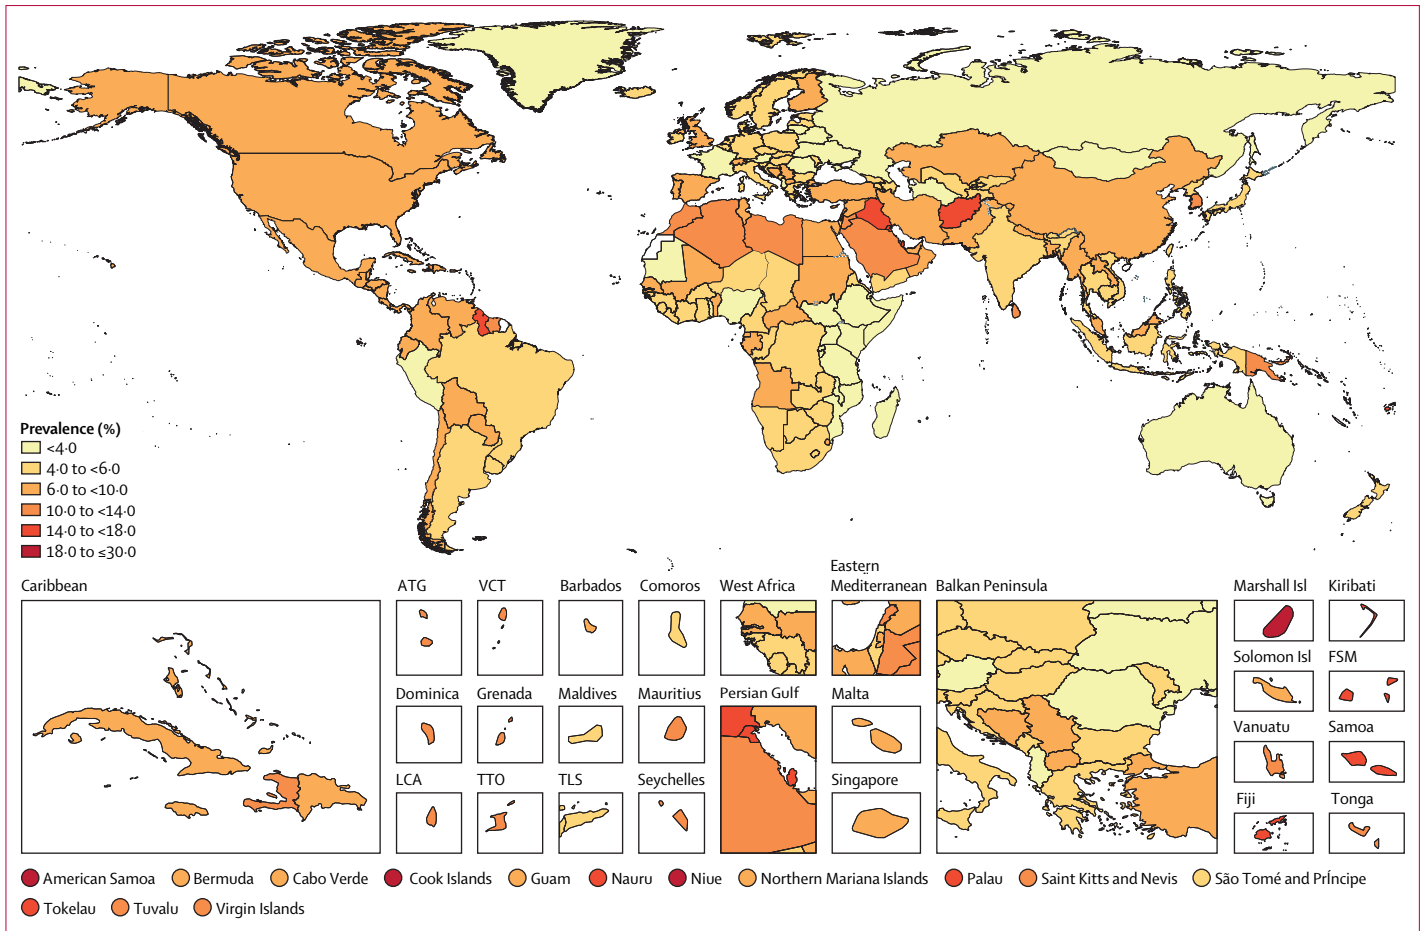 Prevalence (%)
<4·0
4·0 to <6·0
6·0 to <10·0
10·0 to <14·0
14·0 to <18·0
18·0 to ≤30·0
Caribbean
ATG
VCT
Barbados
Comoros
West Africa
Eastern
Mediterranean
Balkan Peninsula
Marshall Isl
Kiribati
Solomon Isl
FSM
Dominica
Grenada
Maldives
Mauritius
Persian Gulf
Malta
Vanuatu
Samoa
LCA
TTO
TLS
Seychelles
Singapore
Fiji
Tonga
American Samoa
Bermuda
Cabo Verde
Cook Islands
Guam
Nauru
Niue
Northern Mariana Islands
Palau
Saint Kitts and Nevis
São Tomé and PrÍncipe
Tokelau
Tuvalu
Virgin Islands